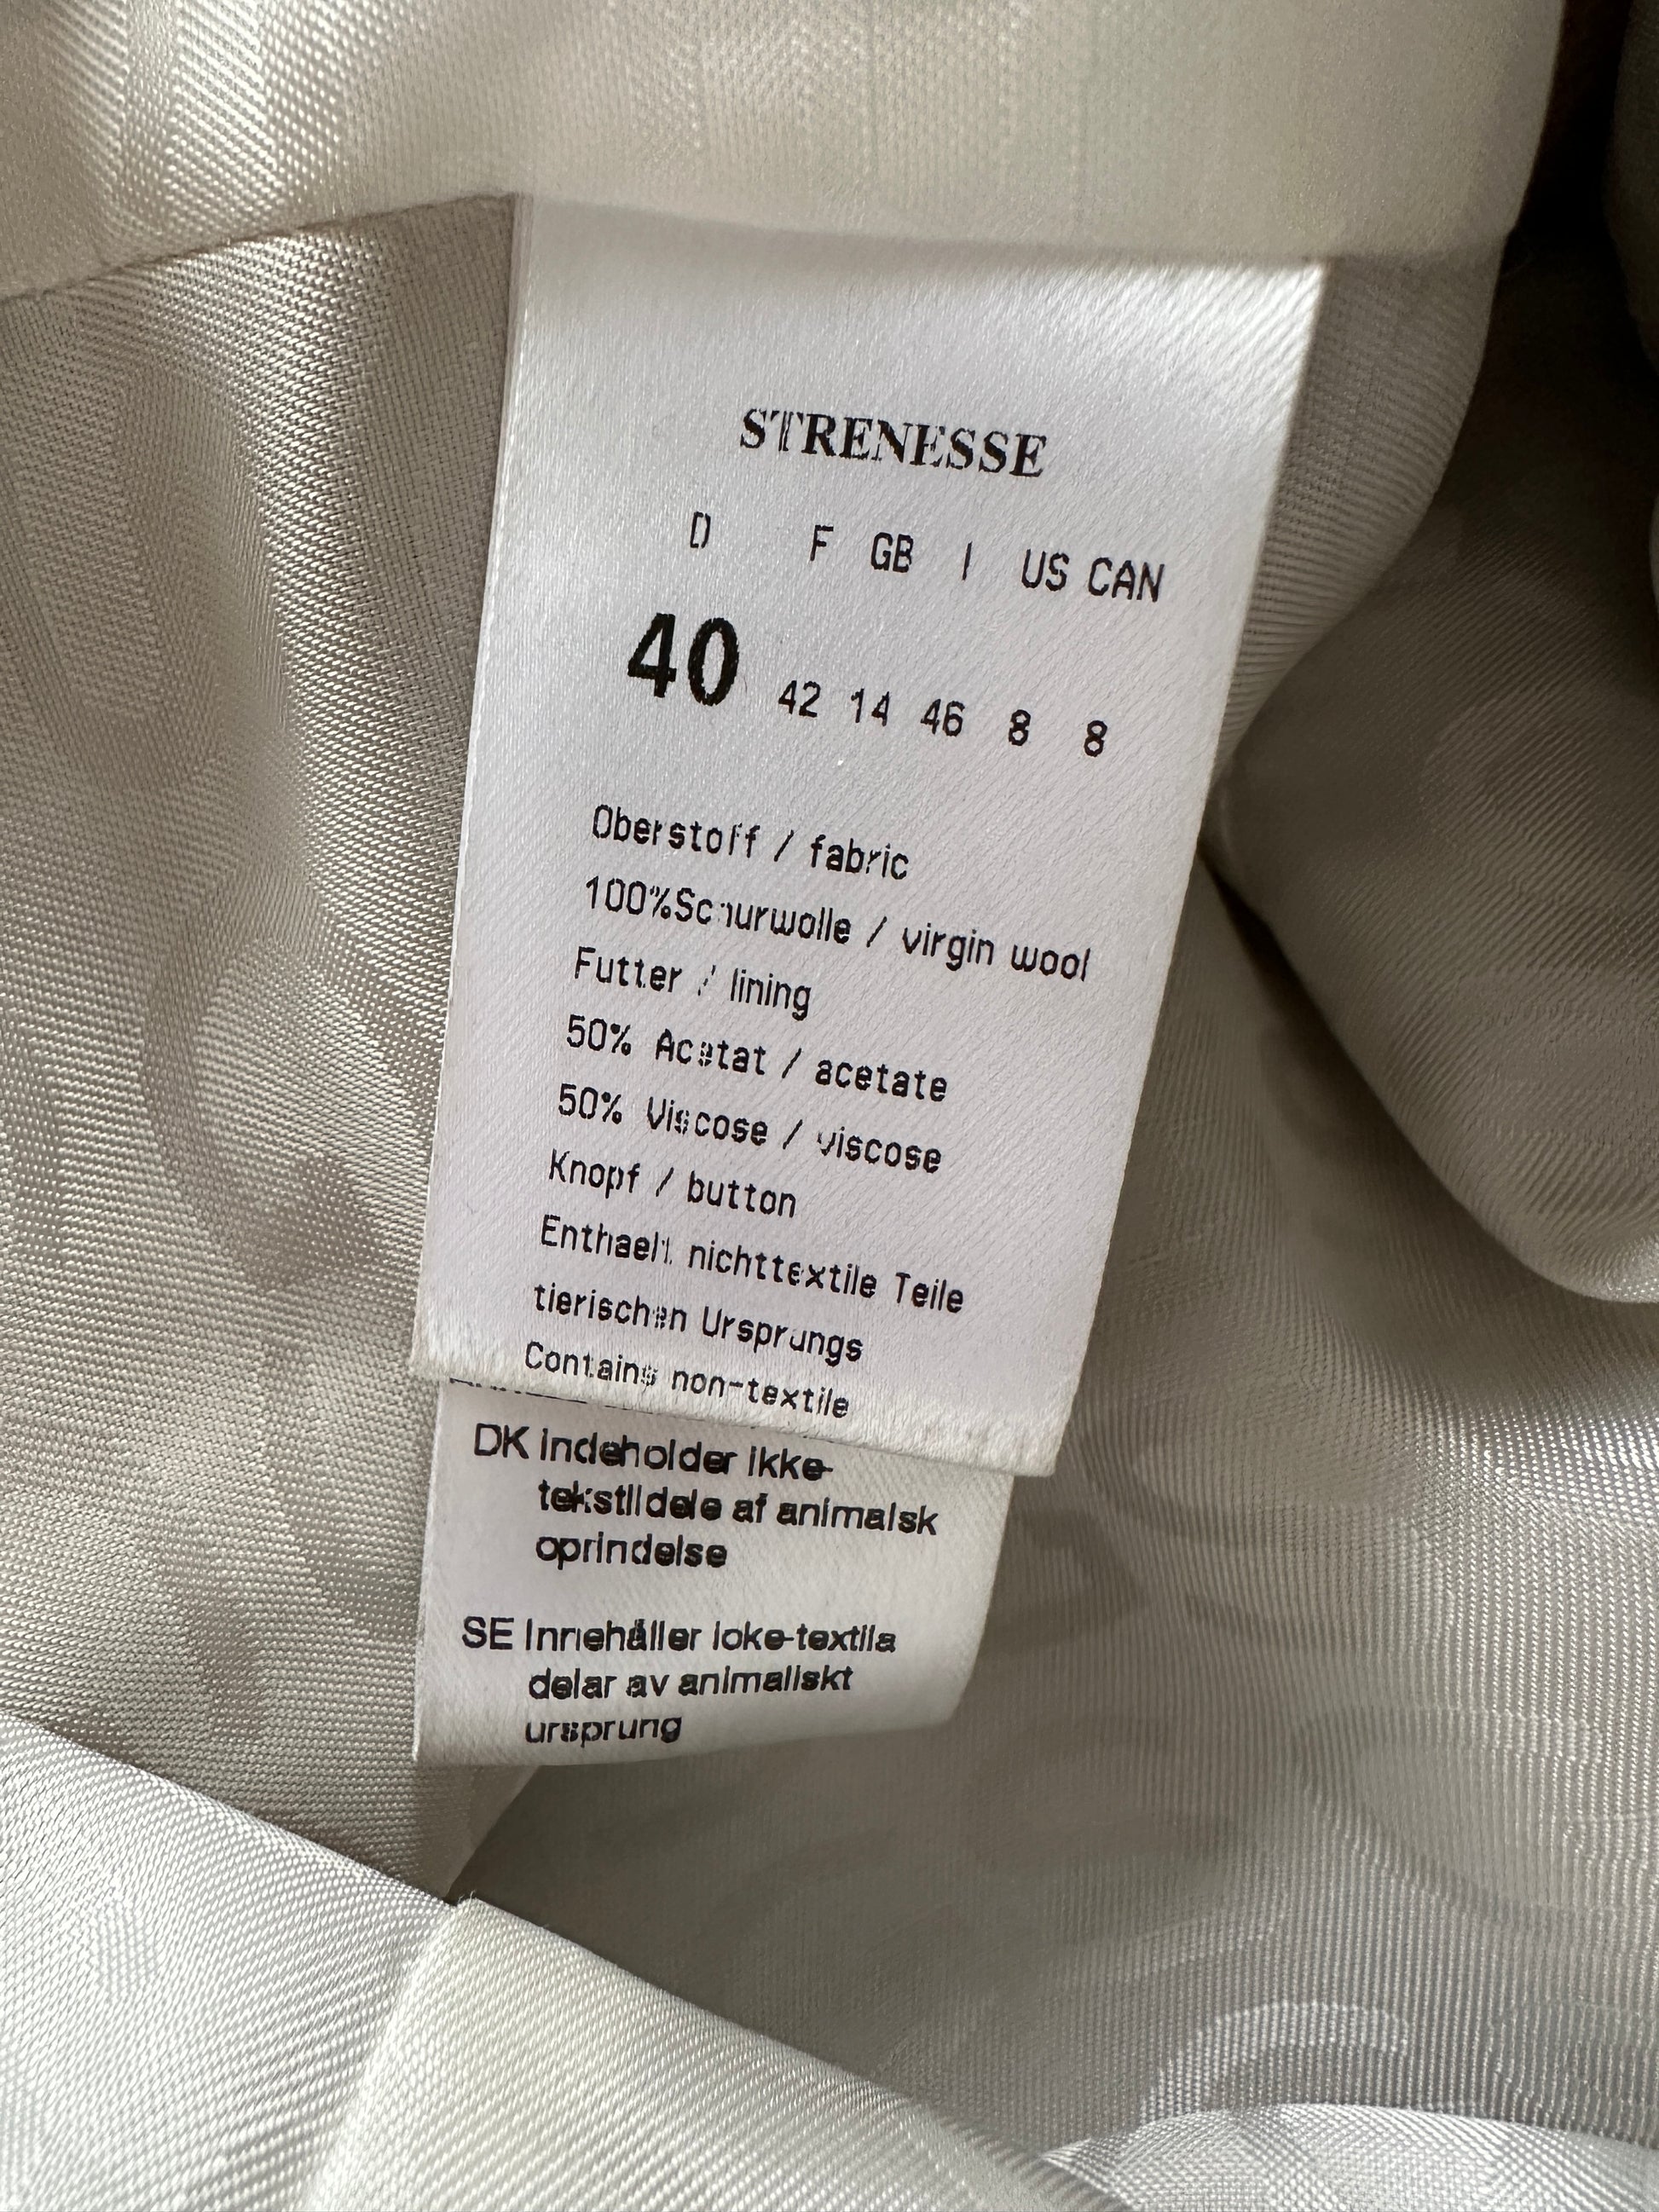 STRENESSE
D F GB I US CAN
40 42 14 46 8 8
Oberstoff / fabric
100%Schurwolle / virgin wool
Futter / lining
50% Acetat / acetate
50% Viscose / viscose
Knopf / button
Enthaelt nichttextile Teile
tierischen Ursprungs
Contains non-textile
DK indeholder ikke-
tekstildele af animalsk
oprindelse
SE Innehåller icke-textila
delar av animaliskt
ursprung